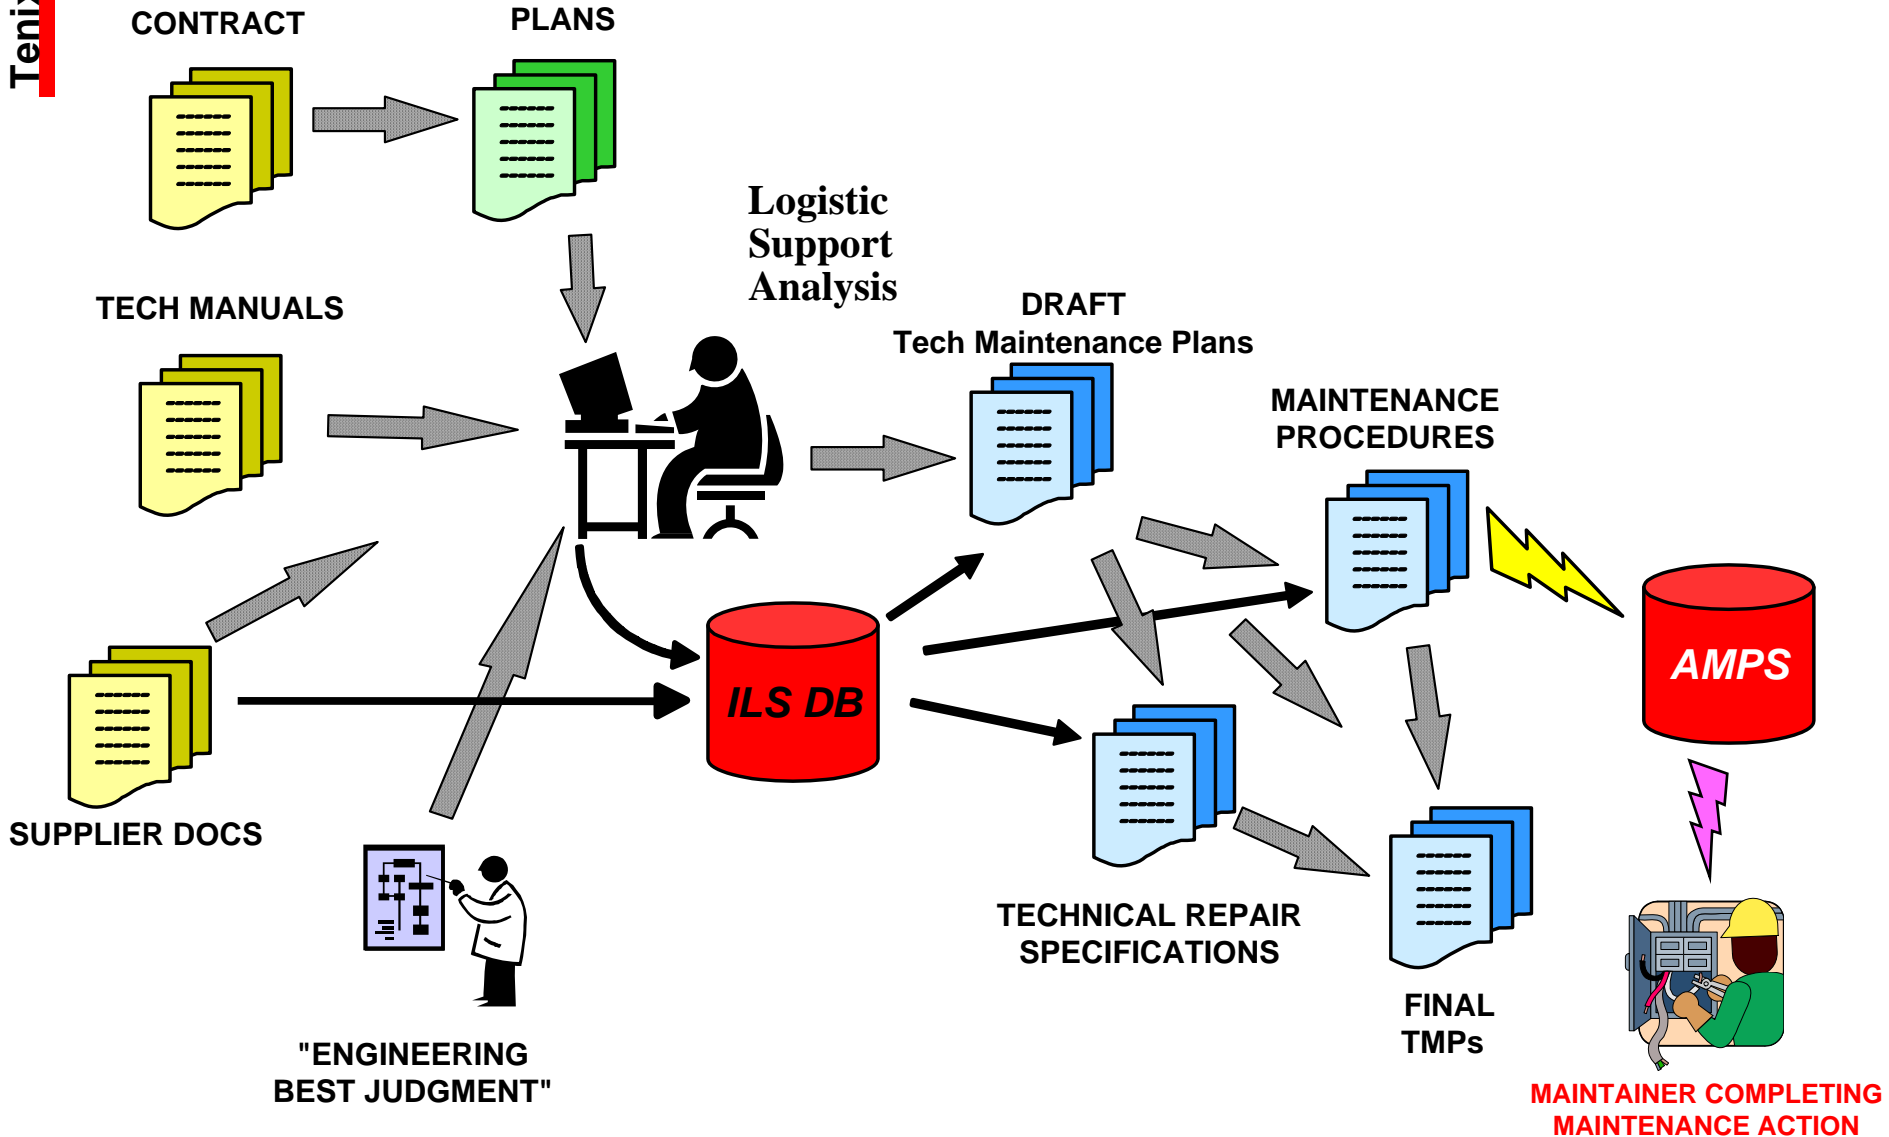 CONTRACT
PLANS
Logistic
Support
Analysis
TECH MANUALS
DRAFT
Tech Maintenance Plans
MAINTENANCE
PROCEDURES
ILS DB
AMPS
SUPPLIER DOCS
TECHNICAL REPAIR
SPECIFICATIONS
FINAL
TMPs
"ENGINEERING
BEST JUDGMENT"
MAINTAINER COMPLETING
MAINTENANCE ACTION